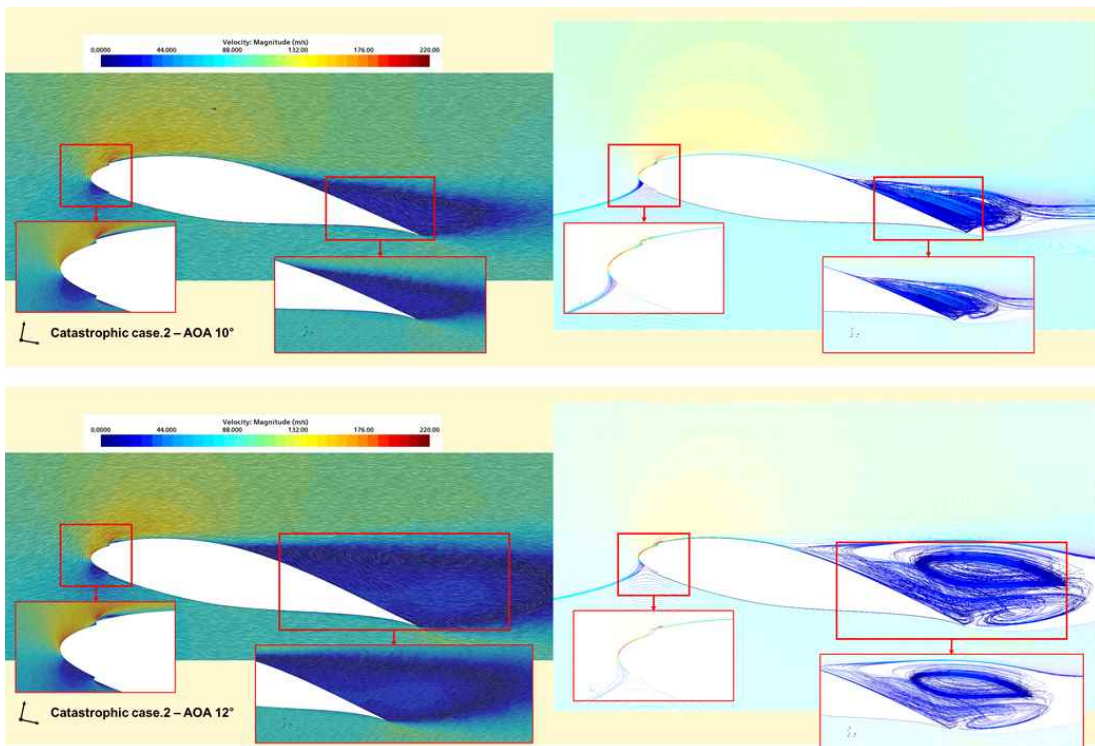 Velocity: Magnitude (m/s)
0.0000 44.000 88.000 132.00 176.00 220.00
Catastrophic case.2 – AOA 10°
Velocity: Magnitude (m/s)
0.0000 44.000 88.000 132.00 176.00 220.00
Catastrophic case.2 – AOA 12°